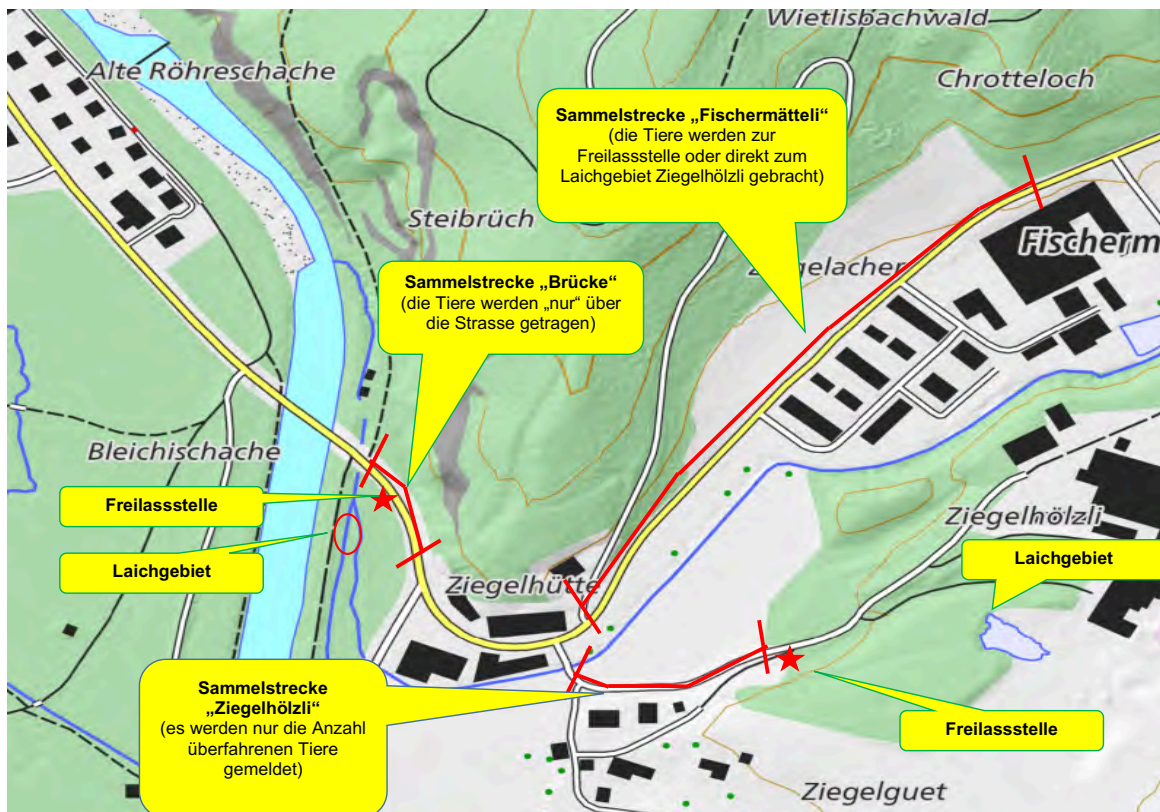 Wietlisbachwald
Alte Röhreschache
Chrotteloch
Sammelstrecke „Fischermätteli“
(die Tiere werden zur
Freilassstelle oder direkt zum
Laichgebiet Ziegelhölzli gebracht)
Steibrüch
Fischerm
Sammelstrecke „Brücke“
(die Tiere werden „nur“ über
die Strasse getragen)
Bleichischache
Freilassstelle
Laichgebiet
Ziegelhölzli
Laichgebiet
Ziegelhütte
Sammelstrecke
„Ziegelhölzli“
(es werden nur die Anzahl
überfahrenen Tiere
gemeldet)
Freilassstelle
Ziegelguet